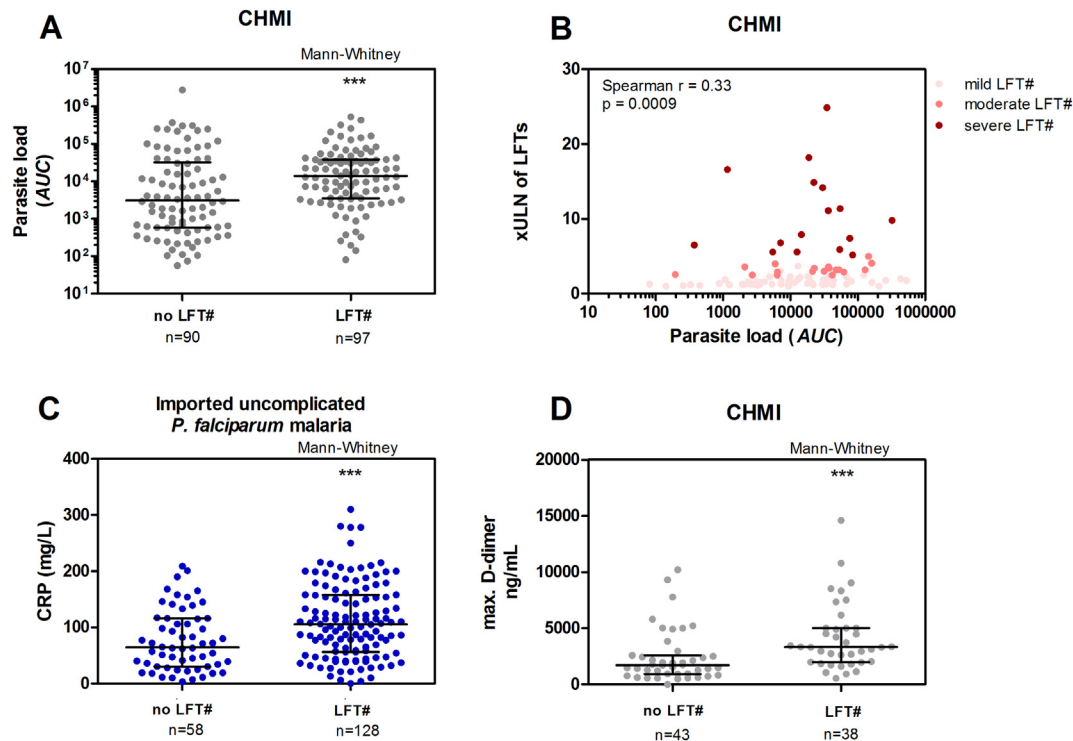 A
CHMI
Mann-Whitney
***
10^7
10^6
10^5
10^4
10^3
10^2
10^1
Parasite load
(AUC)
no LFT#
LFT#
n=90
n=97
B
CHMI
Spearman r = 0.33
p = 0.0009
mild LFT#
moderate LFT#
severe LFT#
30
20
10
0
xULN of LFTs
10
100
1000
10000
100000
1000000
Parasite load (AUC)
C
Imported uncomplicated
P. falciparum malaria
Mann-Whitney
***
400
300
200
100
0
CRP (mg/L)
no LFT#
LFT#
n=58
n=128
D
CHMI
Mann-Whitney
***
20000
15000
10000
5000
0
max. D-dimer
ng/mL
no LFT#
LFT#
n=43
n=38